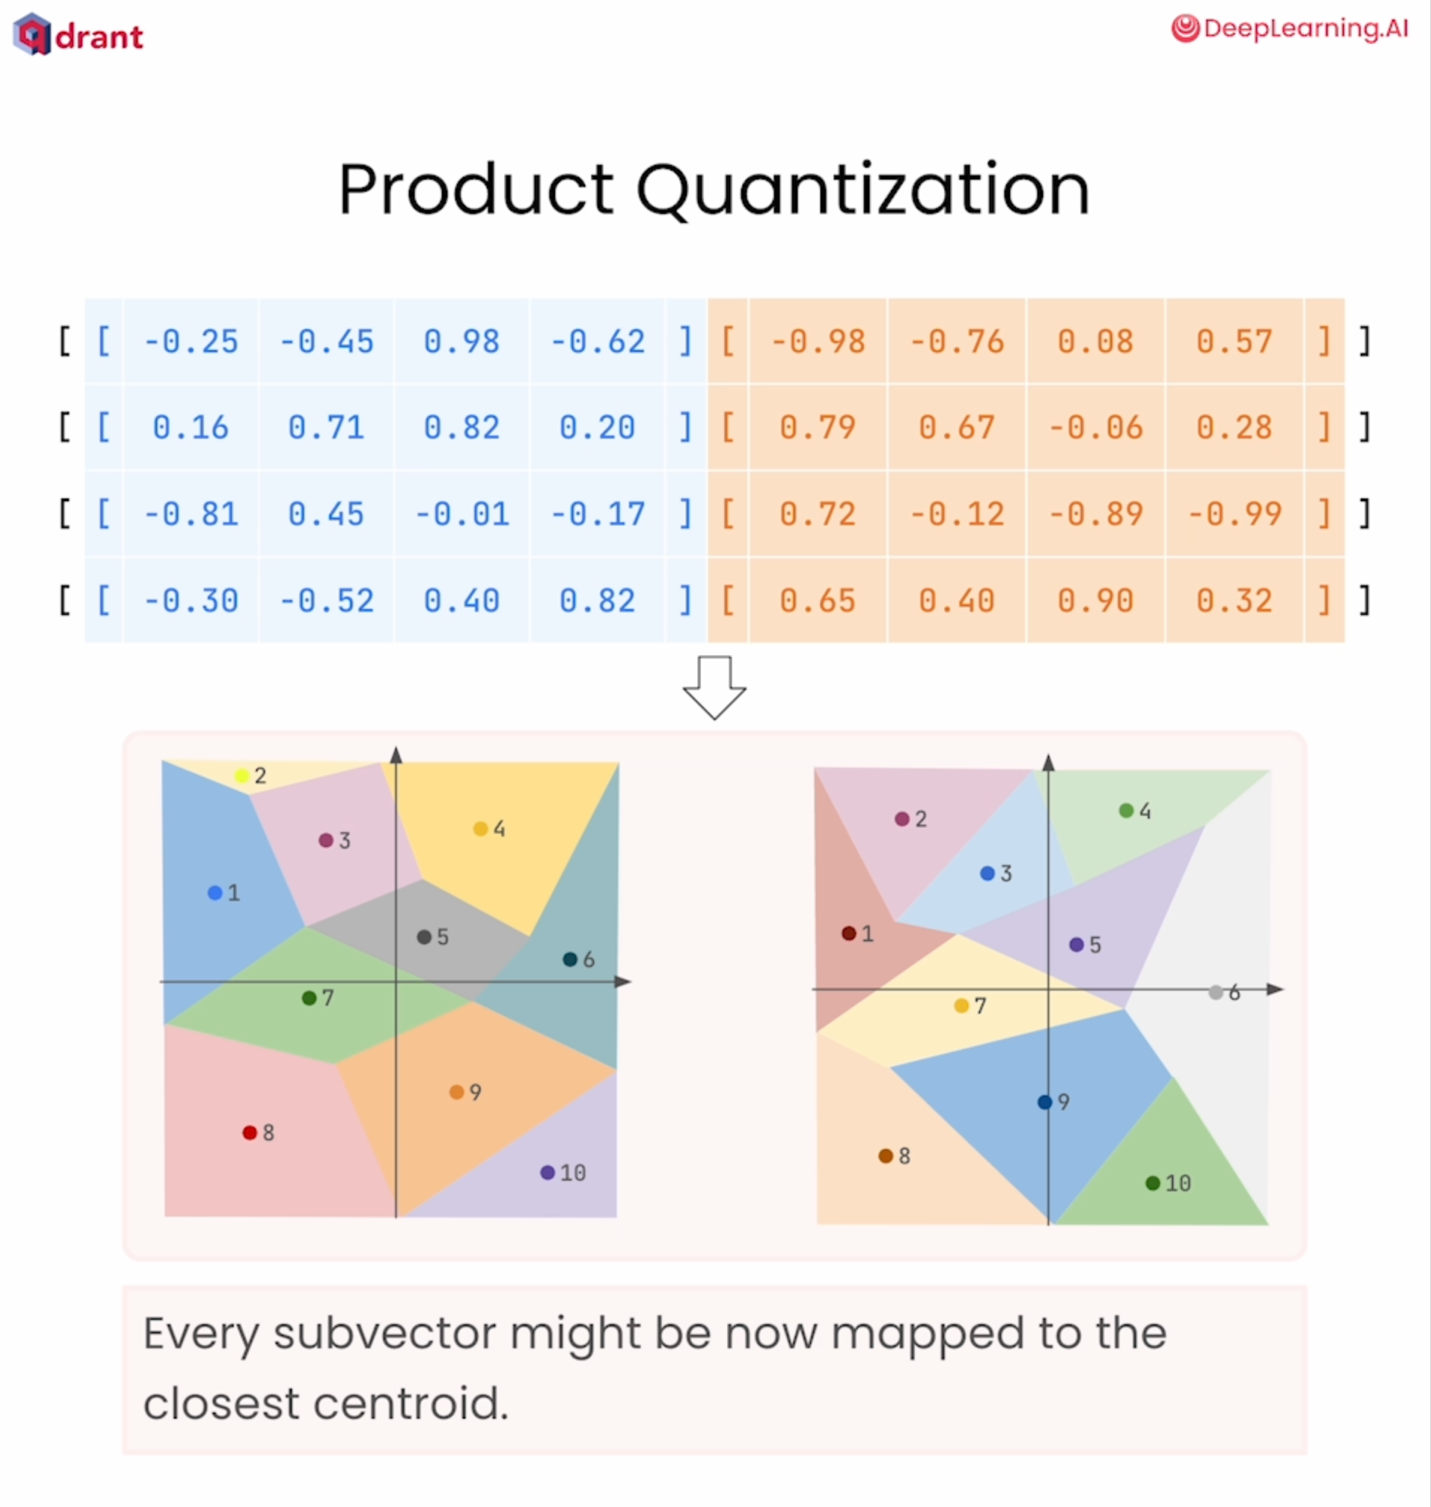 qdrant
DeepLearning.AI
Product Quantization
[ [ -0.25 -0.45 0.98 -0.62 ] [ -0.98 -0.76 0.08 0.57 ] ]
[ [ 0.16 0.71 0.82 0.20 ] [ 0.79 0.67 -0.06 0.28 ] ]
[ [ -0.81 0.45 -0.01 -0.17 ] [ 0.72 -0.12 -0.89 -0.99 ] ]
[ [ -0.30 -0.52 0.40 0.82 ] [ 0.65 0.40 0.90 0.32 ] ]
2
3
4
1
5
6
7
9
8
10
2
4
3
1
5
6
7
9
8
10
Every subvector might be now mapped to the
closest centroid.